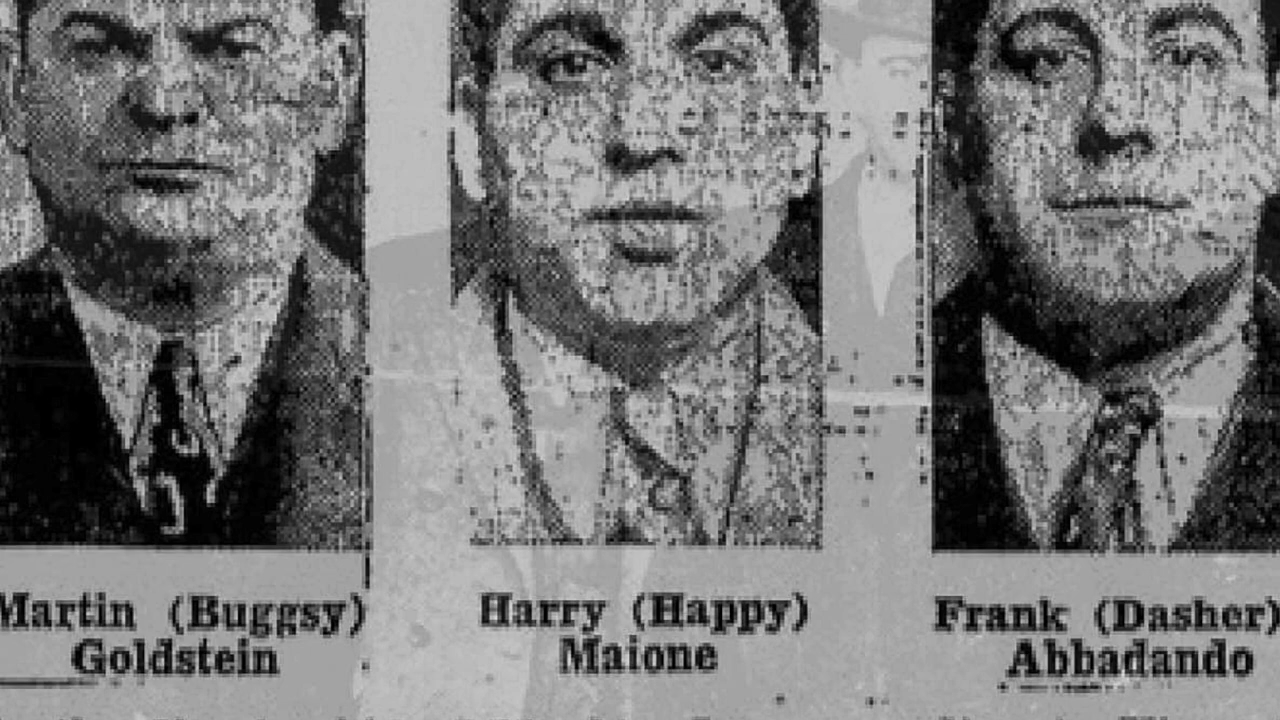 Martin (Buggsy)
Goldstein
Harry (Happy)
Maione
Frank (Dasher)
Abbadando